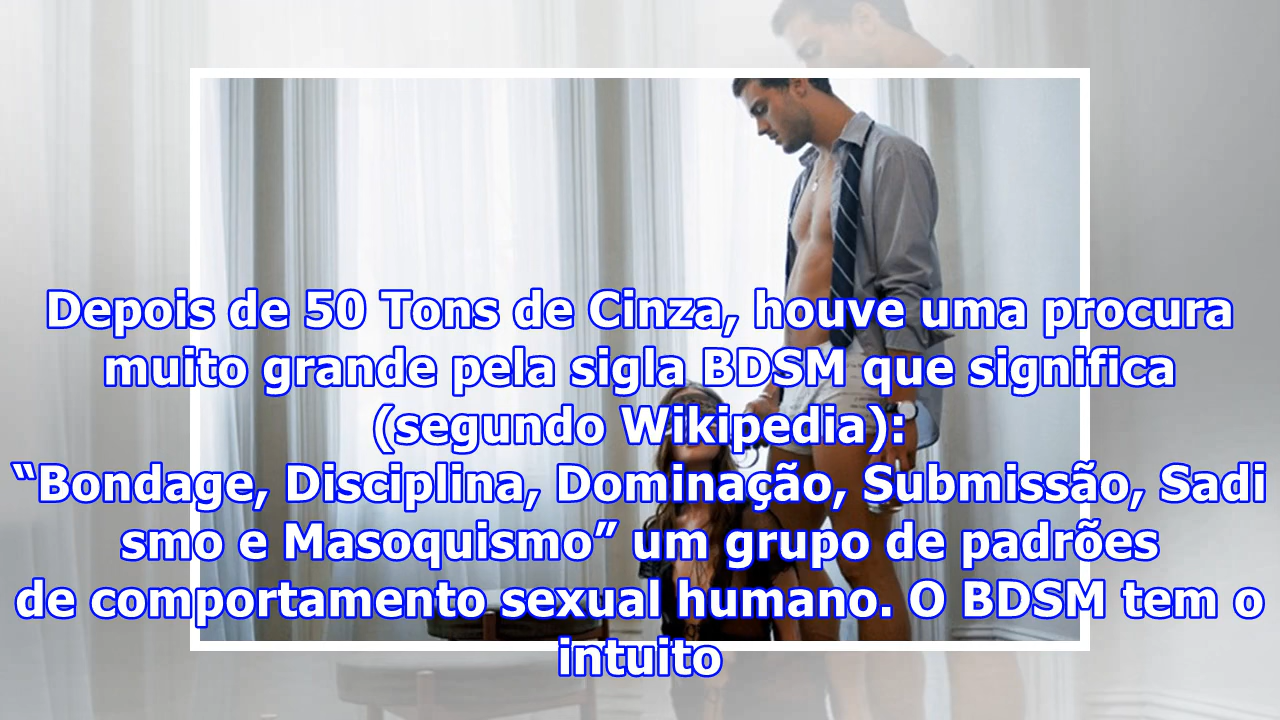 Depois de 50 Tons de Cinza, houve uma procura
muito grande pela sigla BDSM que significa
(segundo Wikipedia):
“Bondage, Disciplina, Dominação, Submissão, Sadi
smo e Masoquismo” um grupo de padrões
de comportamento sexual humano. O BDSM tem o
intuito